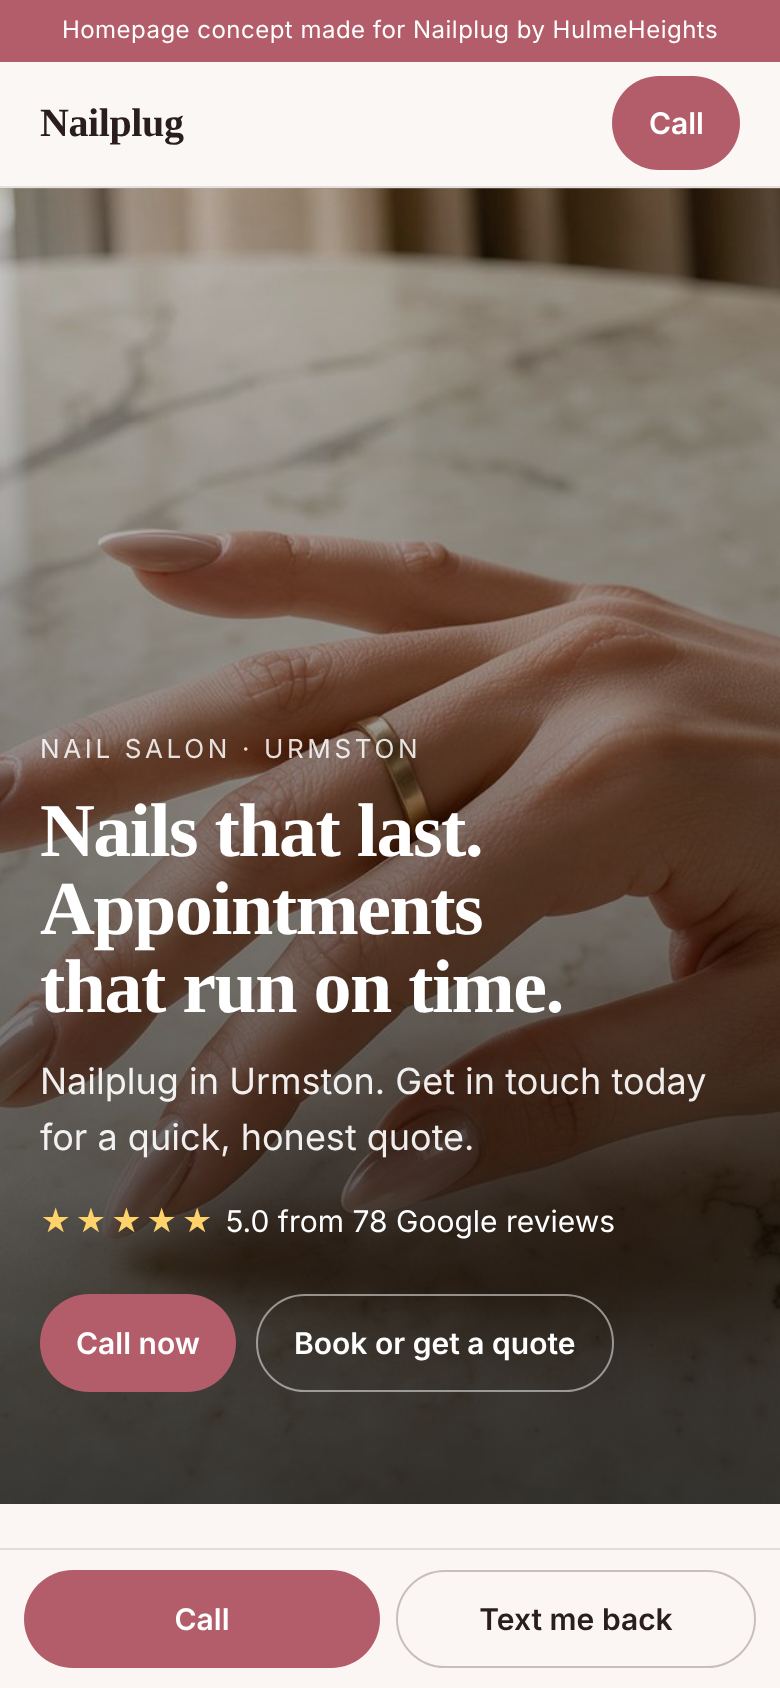 Homepage concept made for Nailplug by HulmeHeights
Nailplug
Call
NAIL SALON · URMSTON
Nails that last.
Appointments
that run on time.
Nailplug in Urmston. Get in touch today
for a quick, honest quote.
★★★★★ 5.0 from 78 Google reviews
Call now
Book or get a quote
Call
Text me back